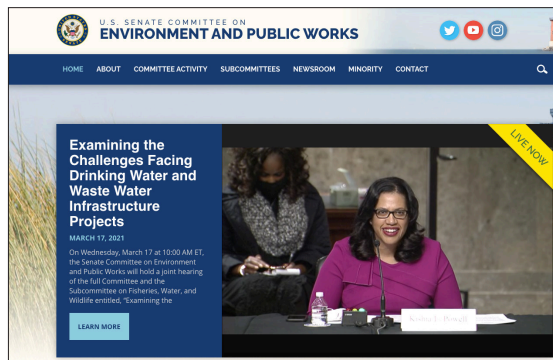 U.S. SENATE COMMITTEE ON
ENVIRONMENT AND PUBLIC WORKS
HOME ABOUT COMMITTEE ACTIVITY SUBCOMMITTEES NEWSROOM MINORITY CONTACT
LIVE NOW
Examining the
Challenges Facing
Drinking Water and
Waste Water
Infrastructure
Projects
MARCH 17, 2021
On Wednesday, March 17 at 10:00 AM ET,
the Senate Committee on Environment
and Public Works will hold a joint hearing
of the full Committee and the
Subcommittee on Fisheries, Water, and
Wildlife entitled, "Examining the
LEARN MORE